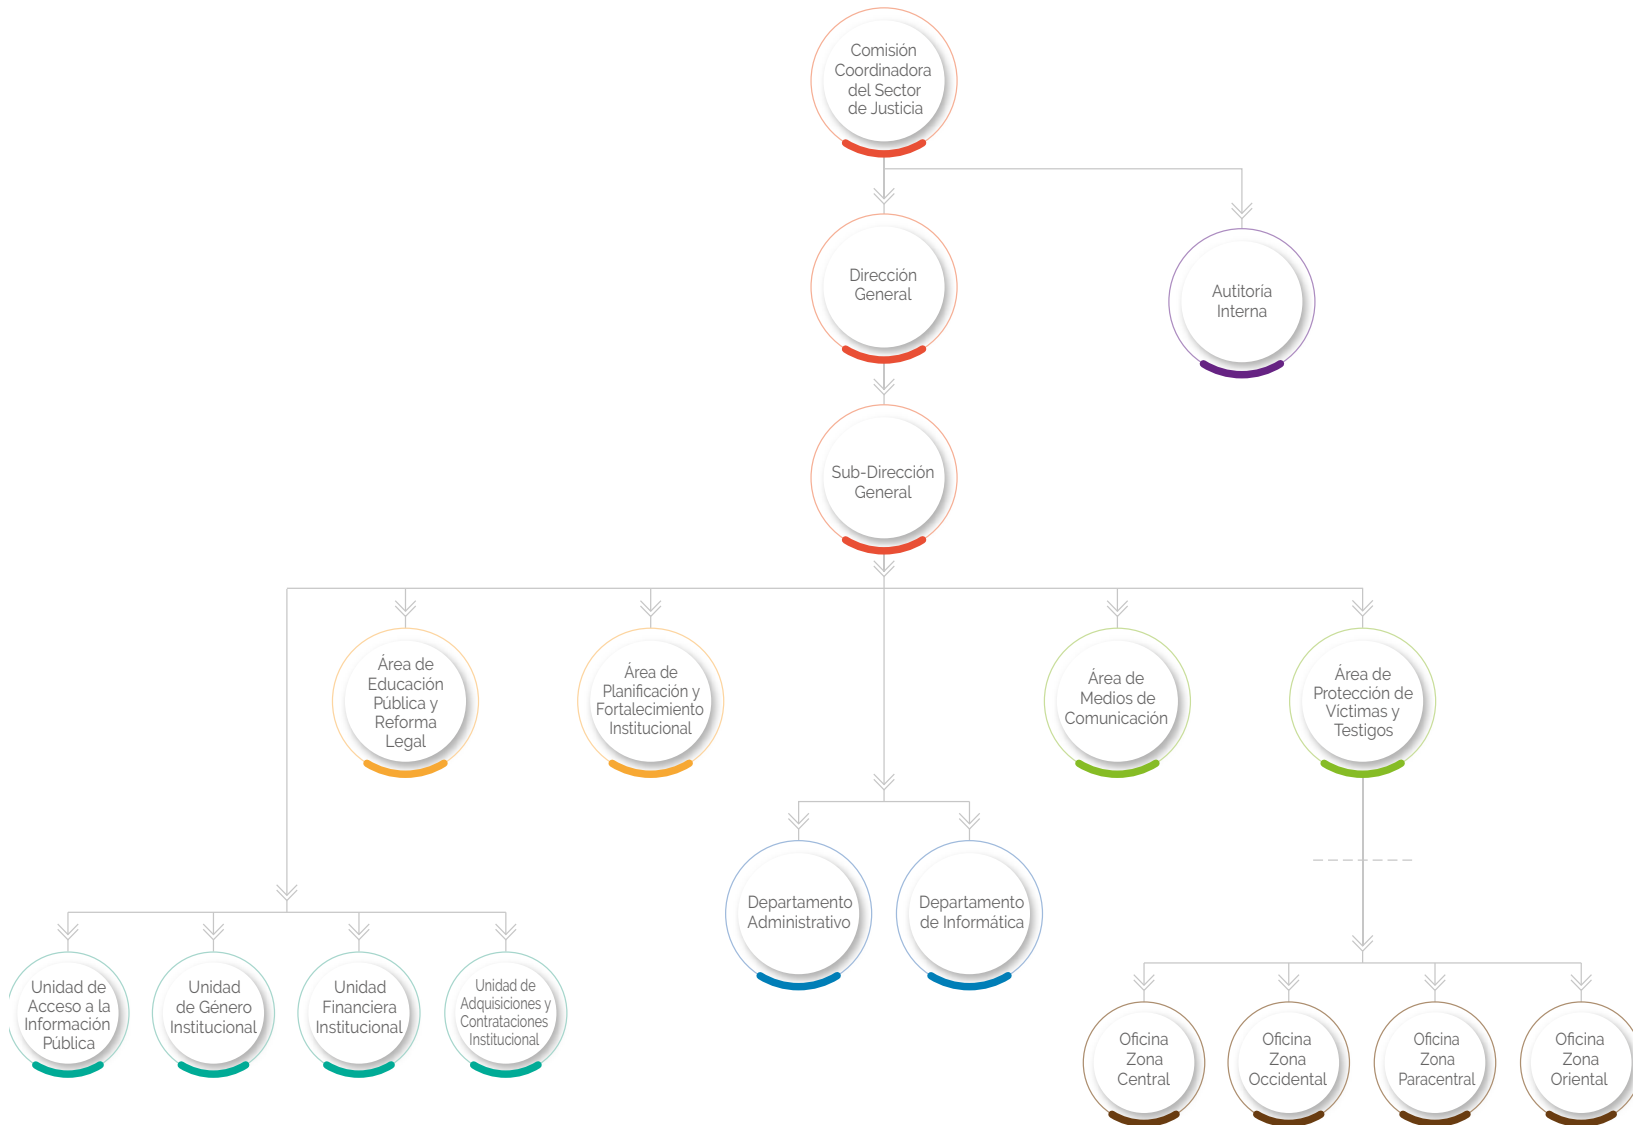 Comisión
Coordinadora
del Sector
de Justicia
Dirección
General
Autitoría
Interna
Sub-Dirección
General
Área de
Educación
Pública y
Reforma
Legal
Área de
Planificación y
Fortalecimiento
Institucional
Área de
Medios de
Comunicación
Área de
Protección de
Víctimas y
Testigos
Departamento
Administrativo
Departamento
de Informática
Unidad de
Acceso a la
Información
Pública
Unidad
de Género
Institucional
Unidad
Financiera
Institucional
Unidad de
Adquisiciones y
Contrataciones
Institucional
Oficina
Zona
Central
Oficina
Zona
Occidental
Oficina
Zona
Paracentral
Oficina
Zona
Oriental